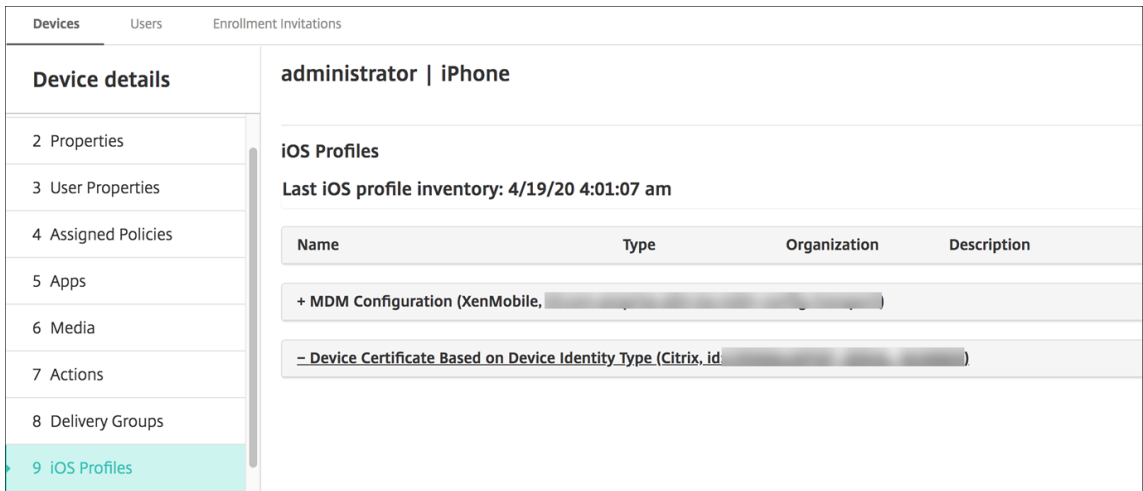 Devices Users Enrollment Invitations
Device details
2 Properties
3 User Properties
4 Assigned Policies
5 Apps
6 Media
7 Actions
8 Delivery Groups
9 iOS Profiles
administrator | iPhone
iOS Profiles
Last iOS profile inventory: 4/19/20 4:01:07 am
Name Type Organization Description
+ MDM Configuration (XenMobile, )
− Device Certificate Based on Device Identity Type (Citrix, id: )